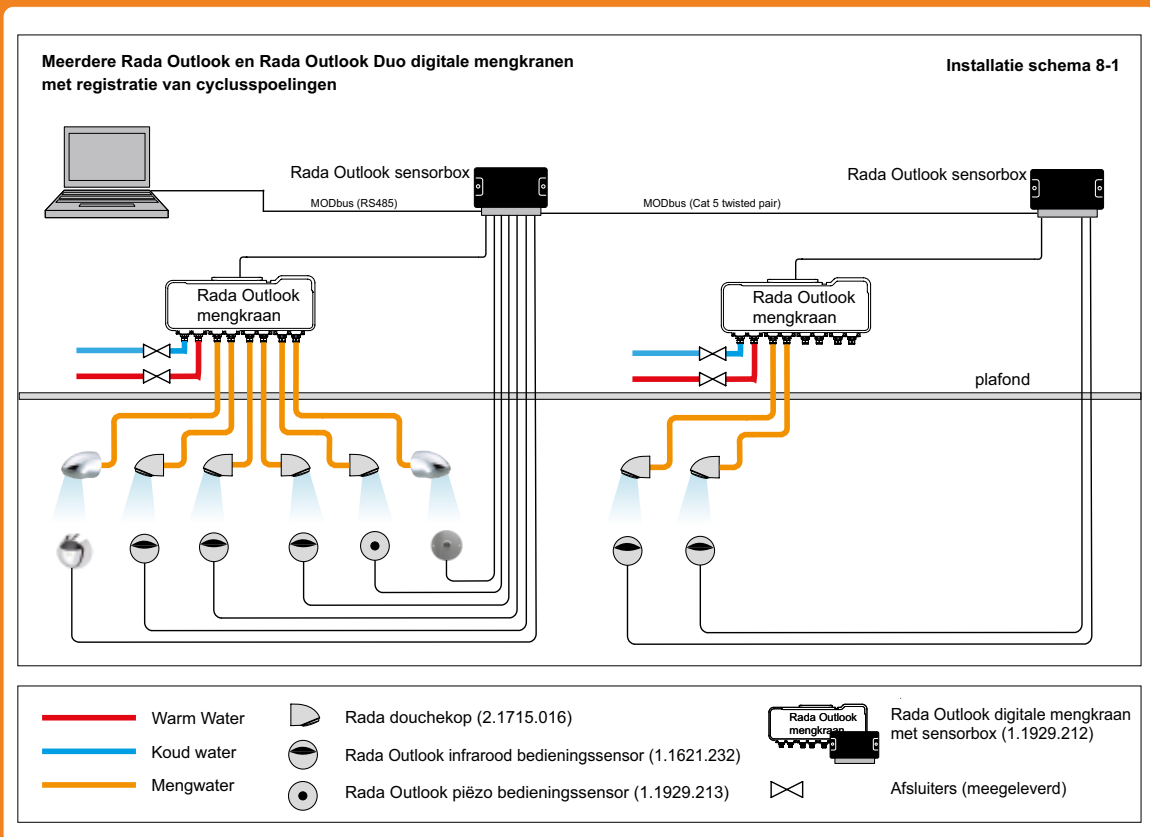 Meerdere Rada Outlook en Rada Outlook Duo digitale mengkranen
met registratie van cyclusspoelingen
Installatie schema 8-1
Rada Outlook sensorbox
Rada Outlook sensorbox
MODbus (RS485)
MODbus (Cat 5 twisted pair)
Rada Outlook
mengkraan
Rada Outlook
mengkraan
plafond
Warm Water
Koud water
Mengwater
Rada douchekop (2.1715.016)
Rada Outlook infrarood bedieningssensor (1.1621.232)
Rada Outlook piëzo bedieningssensor (1.1929.213)
Rada Outlook
mengkraan
Rada Outlook digitale mengkraan
met sensorbox (1.1929.212)
Afsluiters (meegeleverd)